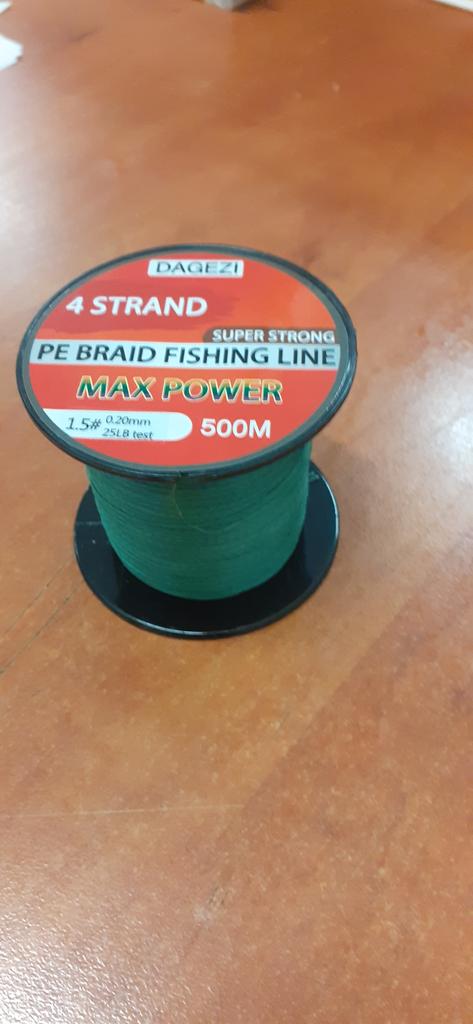 DAGEZI
4 STRAND
SUPER STRONG
PE BRAID FISHING LINE
MAX POWER
1.5# 0.20mm
25LB test
500M